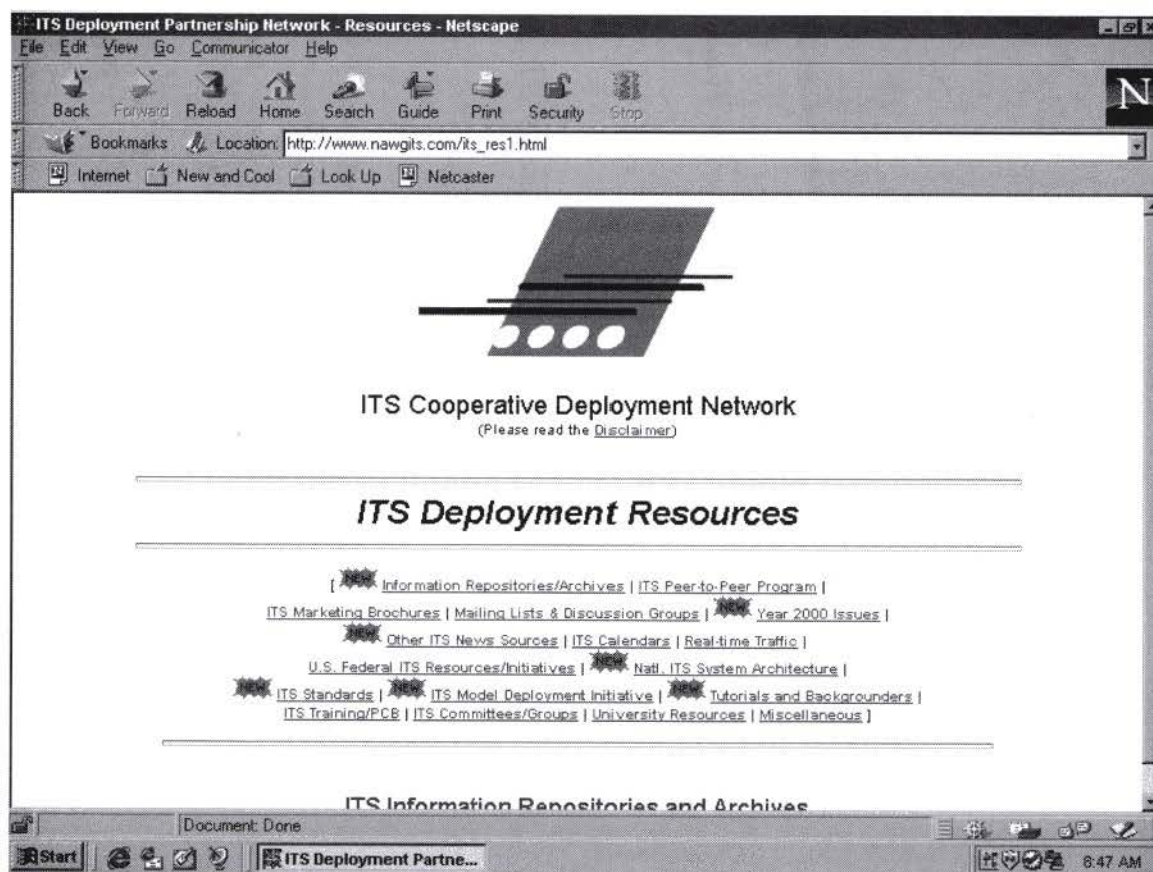 ITS Deployment Partnership Network - Resources - Netscape
File Edit View Go Communicator Help
Back Forward Reload Home Search Guide Print Security Stop
N
Bookmarks Location: http://www.nawgits.com/its_res1.html
Internet New and Cool Look Up Netcaster
ITS Cooperative Deployment Network
(Please read the Disclaimer)
ITS Deployment Resources
[ NEW Information Repositories/Archives | ITS Peer-to-Peer Program |
ITS Marketing Brochures | Mailing Lists & Discussion Groups | NEW Year 2000 Issues |
NEW Other ITS News Sources | ITS Calendars | Real-time Traffic |
U.S. Federal ITS Resources/Initiatives | NEW Natl. ITS System Architecture |
NEW ITS Standards | NEW ITS Model Deployment Initiative | NEW Tutorials and Backgrounders |
ITS Training/PCB | ITS Committees/Groups | University Resources | Miscellaneous ]
ITS Information Repositories and Archives
Document: Done
Start ITS Deployment Partne... 8:47 AM